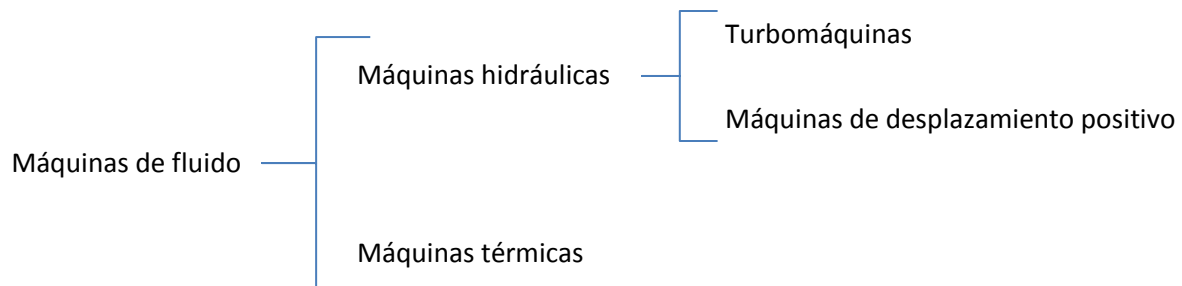 Turbomáquinas
Máquinas hidráulicas
Máquinas de desplazamiento positivo
Máquinas de fluido
Máquinas térmicas